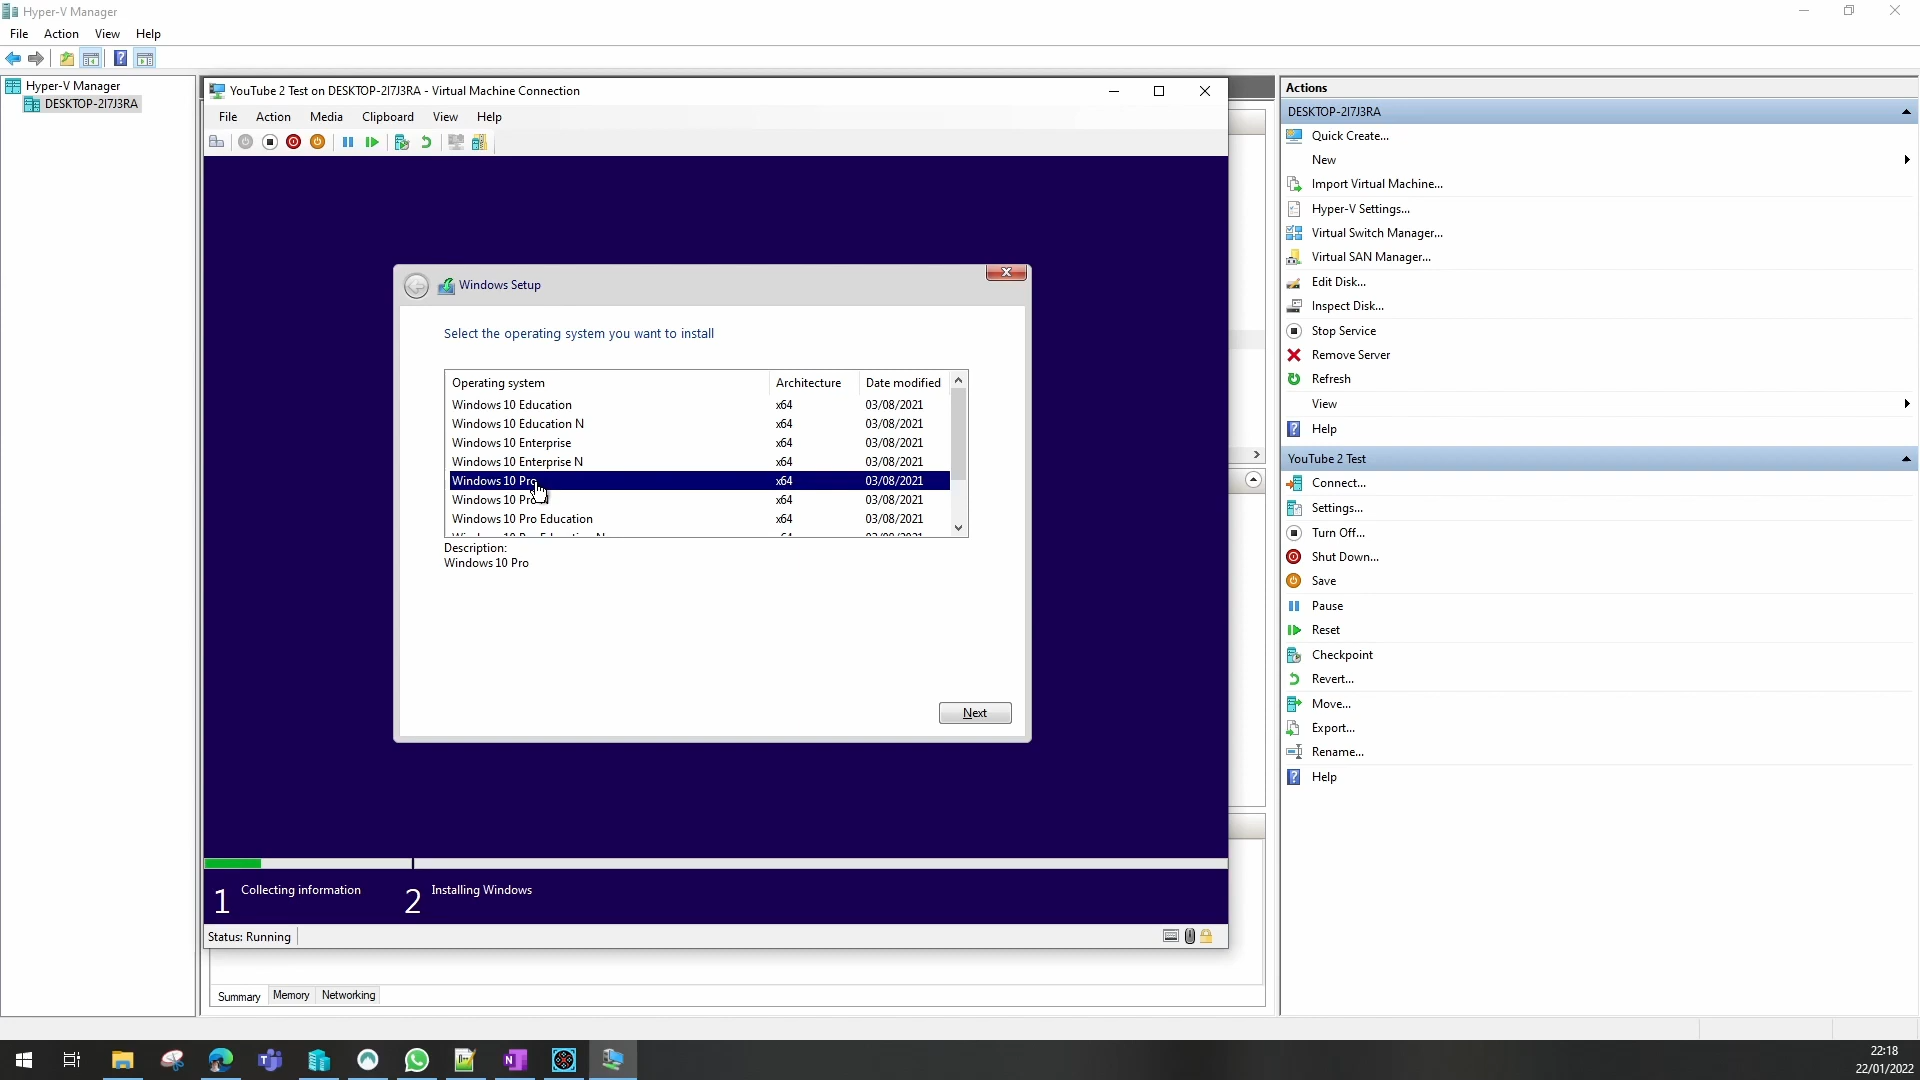 Hyper-V Manager
File Action View Help
Hyper-V Manager
DESKTOP-2I7J3RA
YouTube 2 Test on DESKTOP-2I7J3RA - Virtual Machine Connection
File Action Media Clipboard View Help
Windows Setup
Select the operating system you want to install
Operating system Architecture Date modified
Windows 10 Education x64 03/08/2021
Windows 10 Education N x64 03/08/2021
Windows 10 Enterprise x64 03/08/2021
Windows 10 Enterprise N x64 03/08/2021
Windows 10 Pro x64 03/08/2021
Windows 10 Pro N x64 03/08/2021
Windows 10 Pro Education x64 03/08/2021
Description:
Windows 10 Pro
Next
1 Collecting information 2 Installing Windows
Status: Running
Summary Memory Networking
Actions
DESKTOP-2I7J3RA
Quick Create...
New
Import Virtual Machine...
Hyper-V Settings...
Virtual Switch Manager...
Virtual SAN Manager...
Edit Disk...
Inspect Disk...
Stop Service
Remove Server
Refresh
View
Help
YouTube 2 Test
Connect...
Settings...
Turn Off...
Shut Down...
Save
Pause
Reset
Checkpoint
Revert...
Move...
Export...
Rename...
Help
22:18
22/01/2022